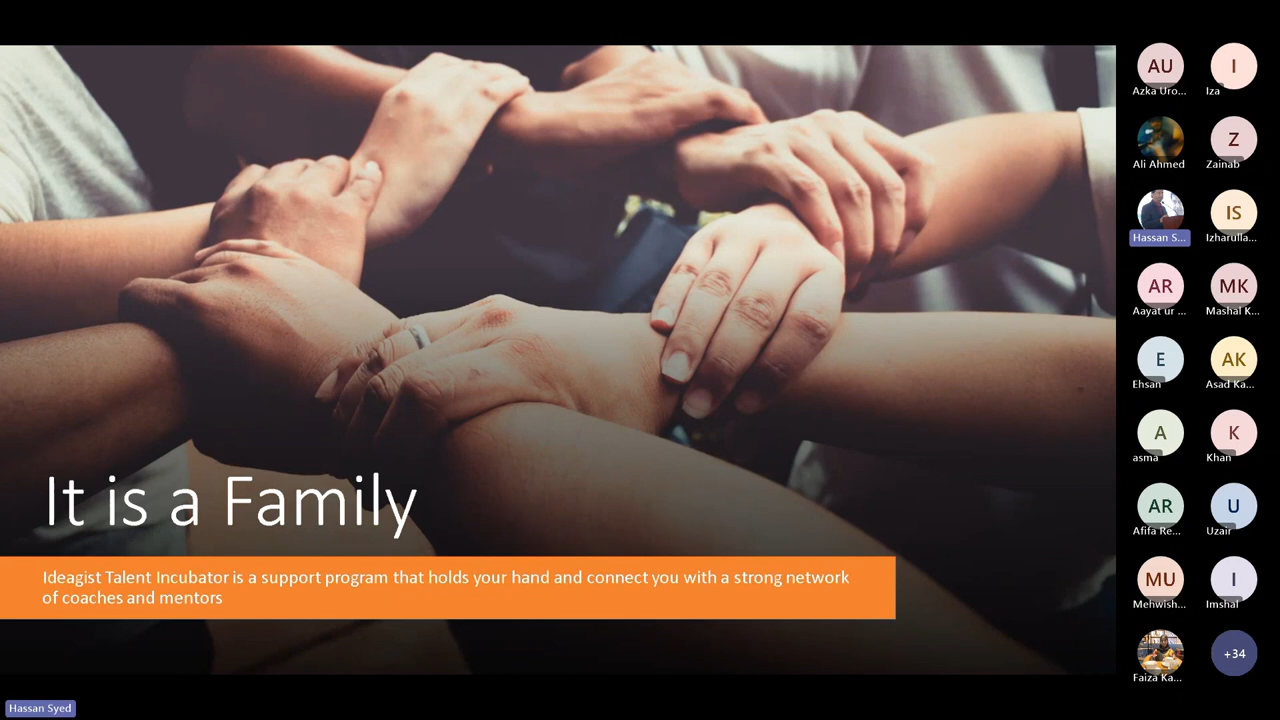 It is a Family
Ideagist Talent Incubator is a support program that holds your hand and connect you with a strong network
of coaches and mentors
Hassan Syed
AU
Azka Uro...
I
Iza
Ali Ahmed
Z
Zainab
Hassan S...
IS
Izharulla...
AR
Aayat ur ...
MK
Mashal K...
E
Ehsan
AK
Asad Ka...
A
asma
K
Khan
AR
Afifa Re...
U
Uzair
MU
Mehwish...
I
Imshal
Faiza Ka...
+34